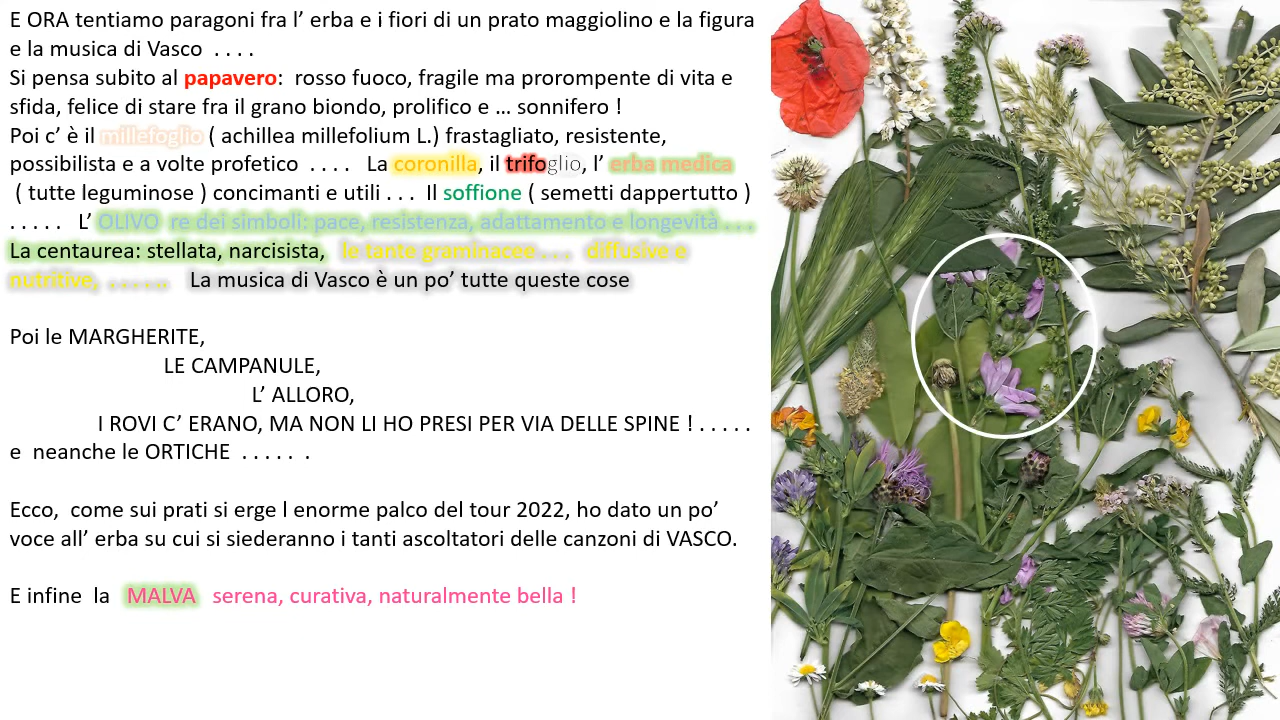 E ORA tentiamo paragoni fra l’ erba e i fiori di un prato maggiolino e la figura
e la musica di Vasco . . . .
Si pensa subito al papavero: rosso fuoco, fragile ma prorompente di vita e
sfida, felice di stare fra il grano biondo, prolifico e ... sonnifero !
Poi c’ è il millefoglio ( achillea millefolium L.) frastagliato, resistente,
possibilista e a volte profetico . . . . La coronilla, il trifoglio, l’ erba medica
( tutte leguminose ) concimanti e utili . . . Il soffione ( semetti dappertutto )
. . . . . L’ OLIVO re dei simboli: pace, resistenza, adattamento e longevità . . .
La centaurea: stellata, narcisista, le tante graminacee . . . diffusive e
nutritive, . . . . . . La musica di Vasco è un po’ tutte queste cose
Poi le MARGHERITE,
LE CAMPANULE,
L’ ALLORO,
I ROVI C’ ERANO, MA NON LI HO PRESI PER VIA DELLE SPINE ! . . . . .
e neanche le ORTICHE . . . . . .
Ecco, come sui prati si erge l enorme palco del tour 2022, ho dato un po’
voce all’ erba su cui si siederanno i tanti ascoltatori delle canzoni di VASCO.
E infine la MALVA serena, curativa, naturalmente bella !